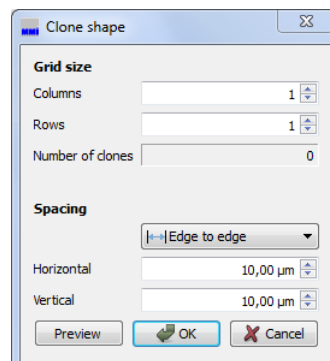 MMI Clone shape
Grid size
Columns 1
Rows 1
Number of clones 0
Spacing
Edge to edge
Horizontal 10,00 µm
Vertical 10,00 µm
Preview OK Cancel